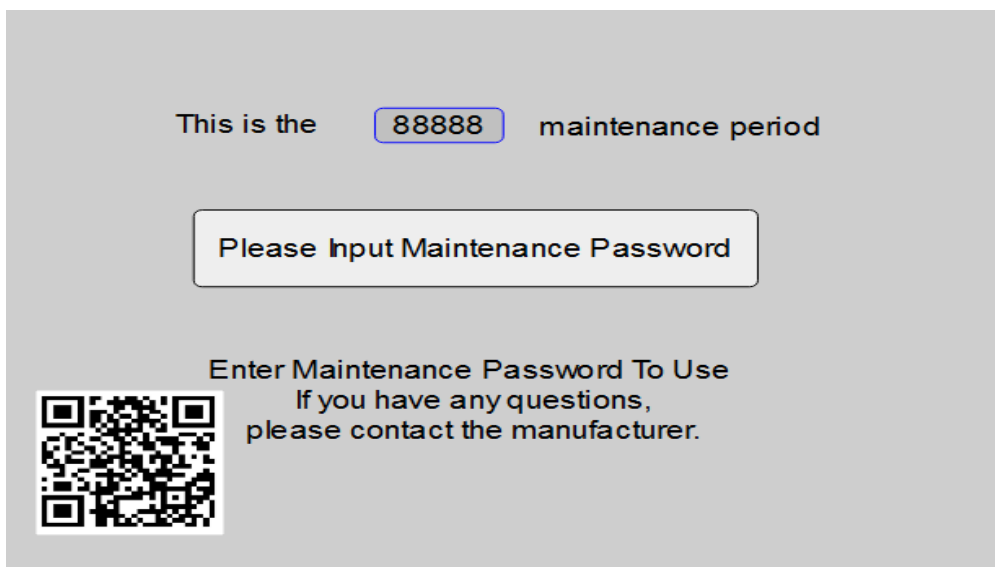 This is the 88888 maintenance period
Please Input Maintenance Password
Enter Maintenance Password To Use
If you have any questions,
please contact the manufacturer.